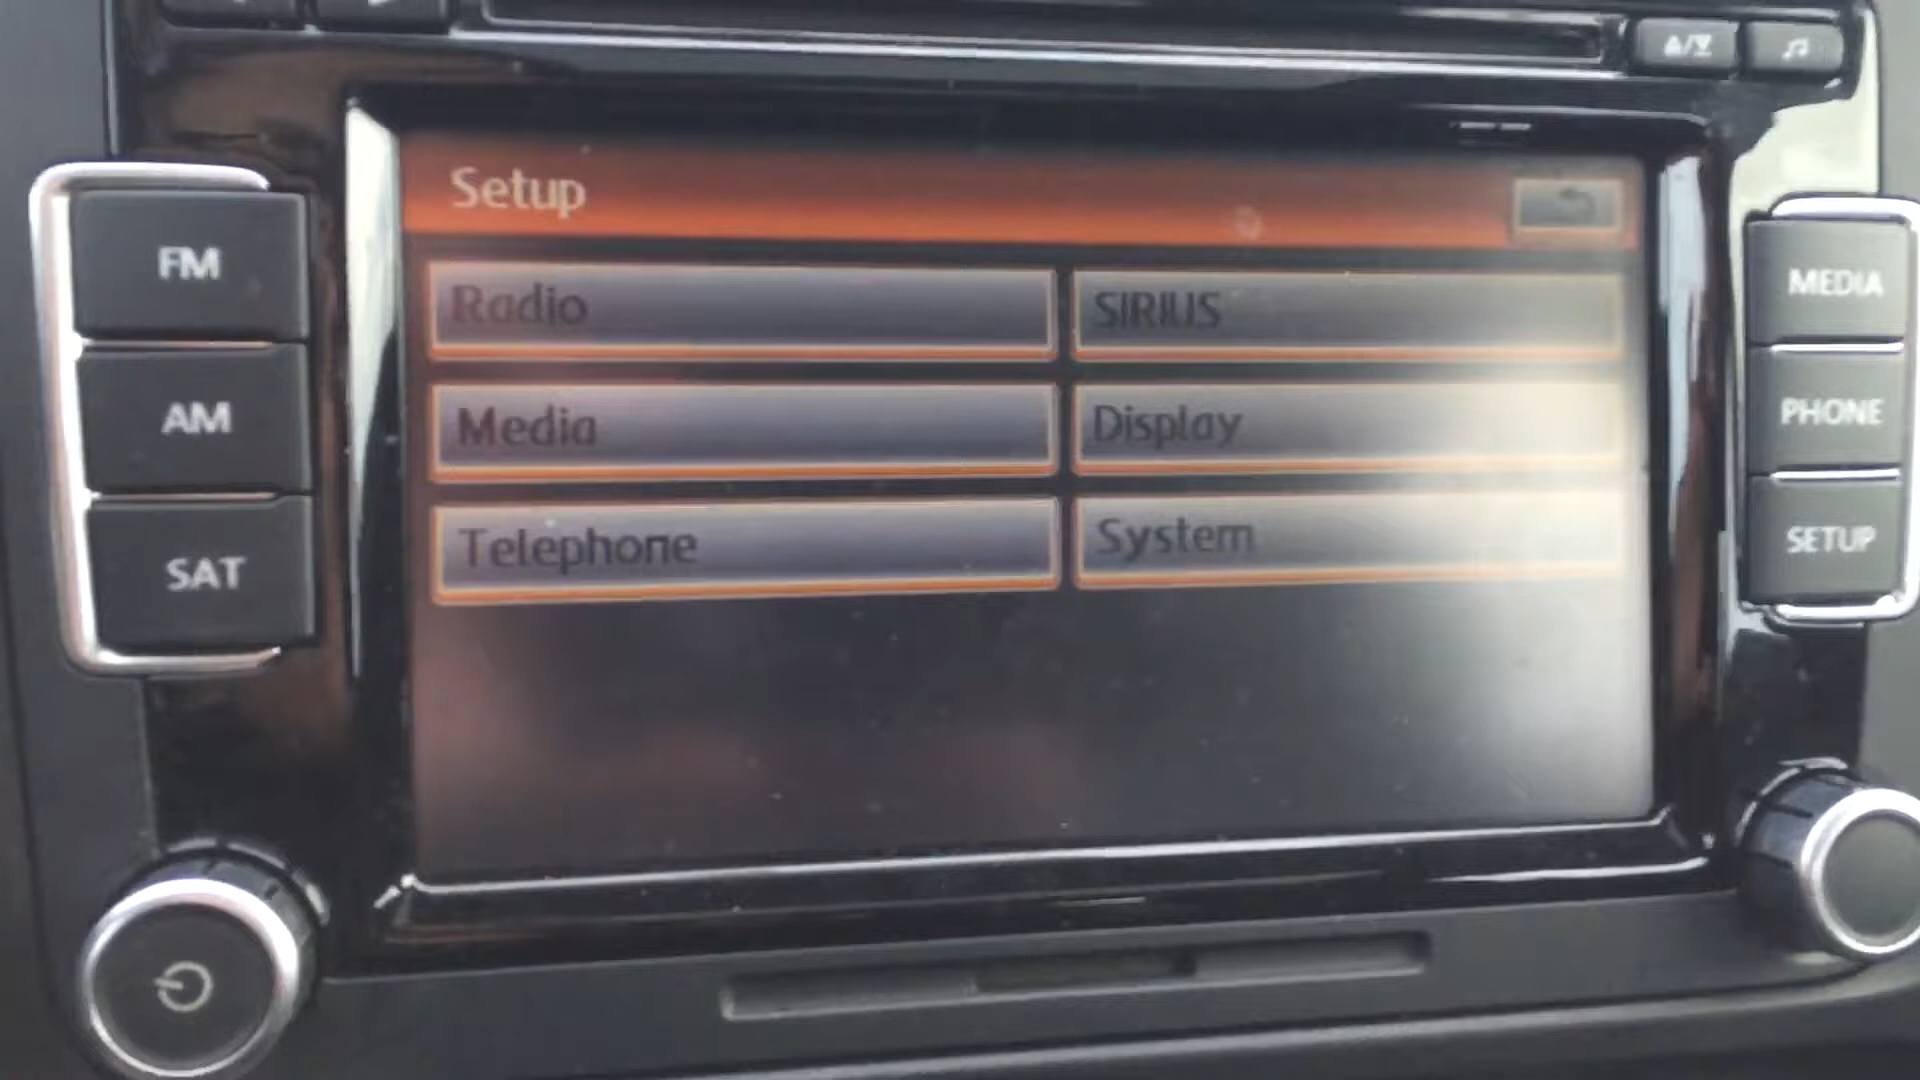 Setup
FM
AM
SAT
Radio
SIRIUS
Media
Display
Telephone
System
MEDIA
PHONE
SETUP